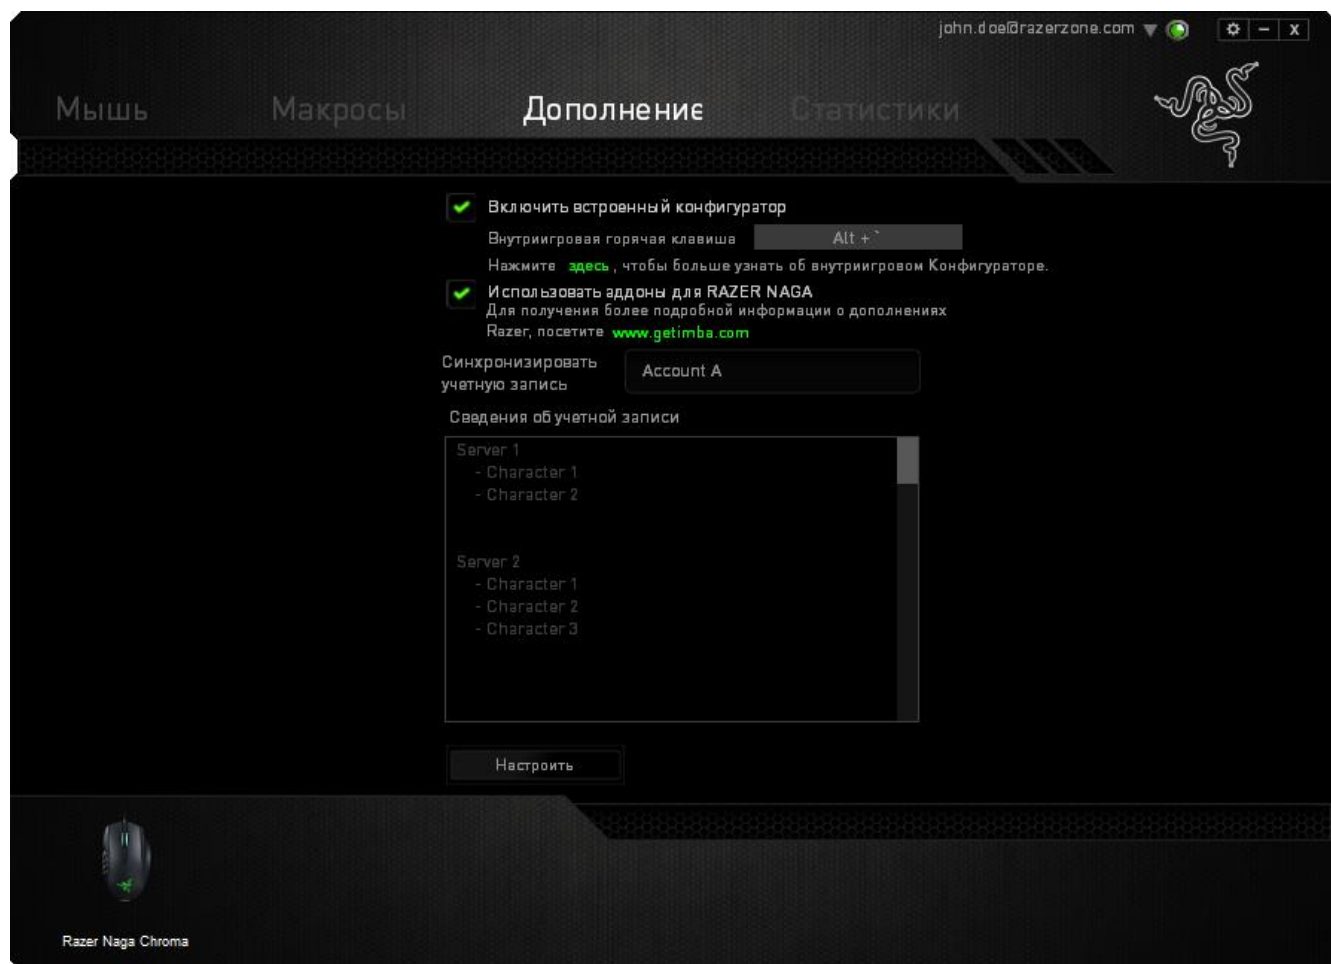 john.doe@razerzone.com
Мышь Макросы Дополнение Статистики
Включить встроенный конфигуратор
Внутриигровая горячая клавиша Alt + `
Нажмите здесь , чтобы больше узнать об внутриигровом Конфигураторе.
Использовать аддоны для RAZER NAGA
Для получения более подробной информации о дополнениях
Razer, посетите www.getimba.com
Синхронизировать
учетную запись
Account A
Сведения об учетной записи
Server 1
- Character 1
- Character 2
Server 2
- Character 1
- Character 2
- Character 3
Настроить
Razer Naga Chroma